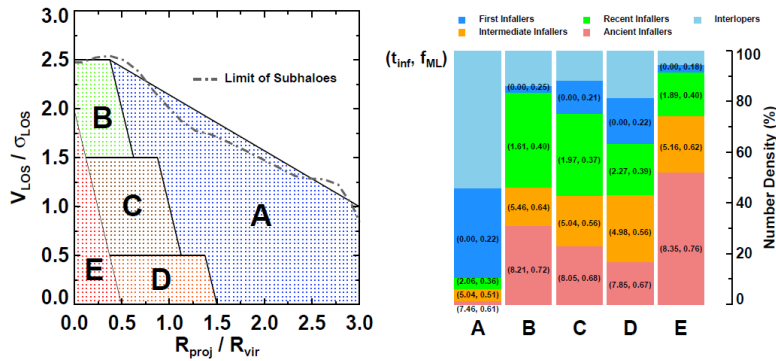 First Infallers
Recent Infallers
Interlopers
Intermediate Infallers
Ancient Infallers
3.0
2.5
2.0
1.5
1.0
0.5
0.0
V_LOS / σ_LOS
Limit of Subhaloes
B
A
C
E
D
0.0 0.5 1.0 1.5 2.0 2.5 3.0
R_proj / R_vir
(t_inf, f_ML)
(0.00, 0.22)
(2.06, 0.36)
(5.04, 0.51)
(7.46, 0.61)
(0.00, 0.25)
(1.61, 0.40)
(5.46, 0.64)
(8.21, 0.72)
(0.00, 0.21)
(1.97, 0.37)
(5.04, 0.56)
(8.05, 0.68)
(0.00, 0.22)
(2.27, 0.39)
(4.98, 0.56)
(7.85, 0.67)
(0.00, 0.18)
(1.89, 0.40)
(5.16, 0.62)
(8.35, 0.76)
A B C D E
100
80
60
40
20
0
Number Density (%)